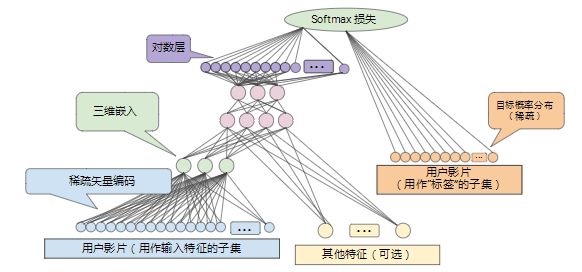 Softmax 损失
对数层
三维嵌入
目标概率分布
（稀疏）
稀疏矢量编码
用户影片
（用作"标签"的子集）
用户影片（用作输入特征的子集
其他特征（可选）